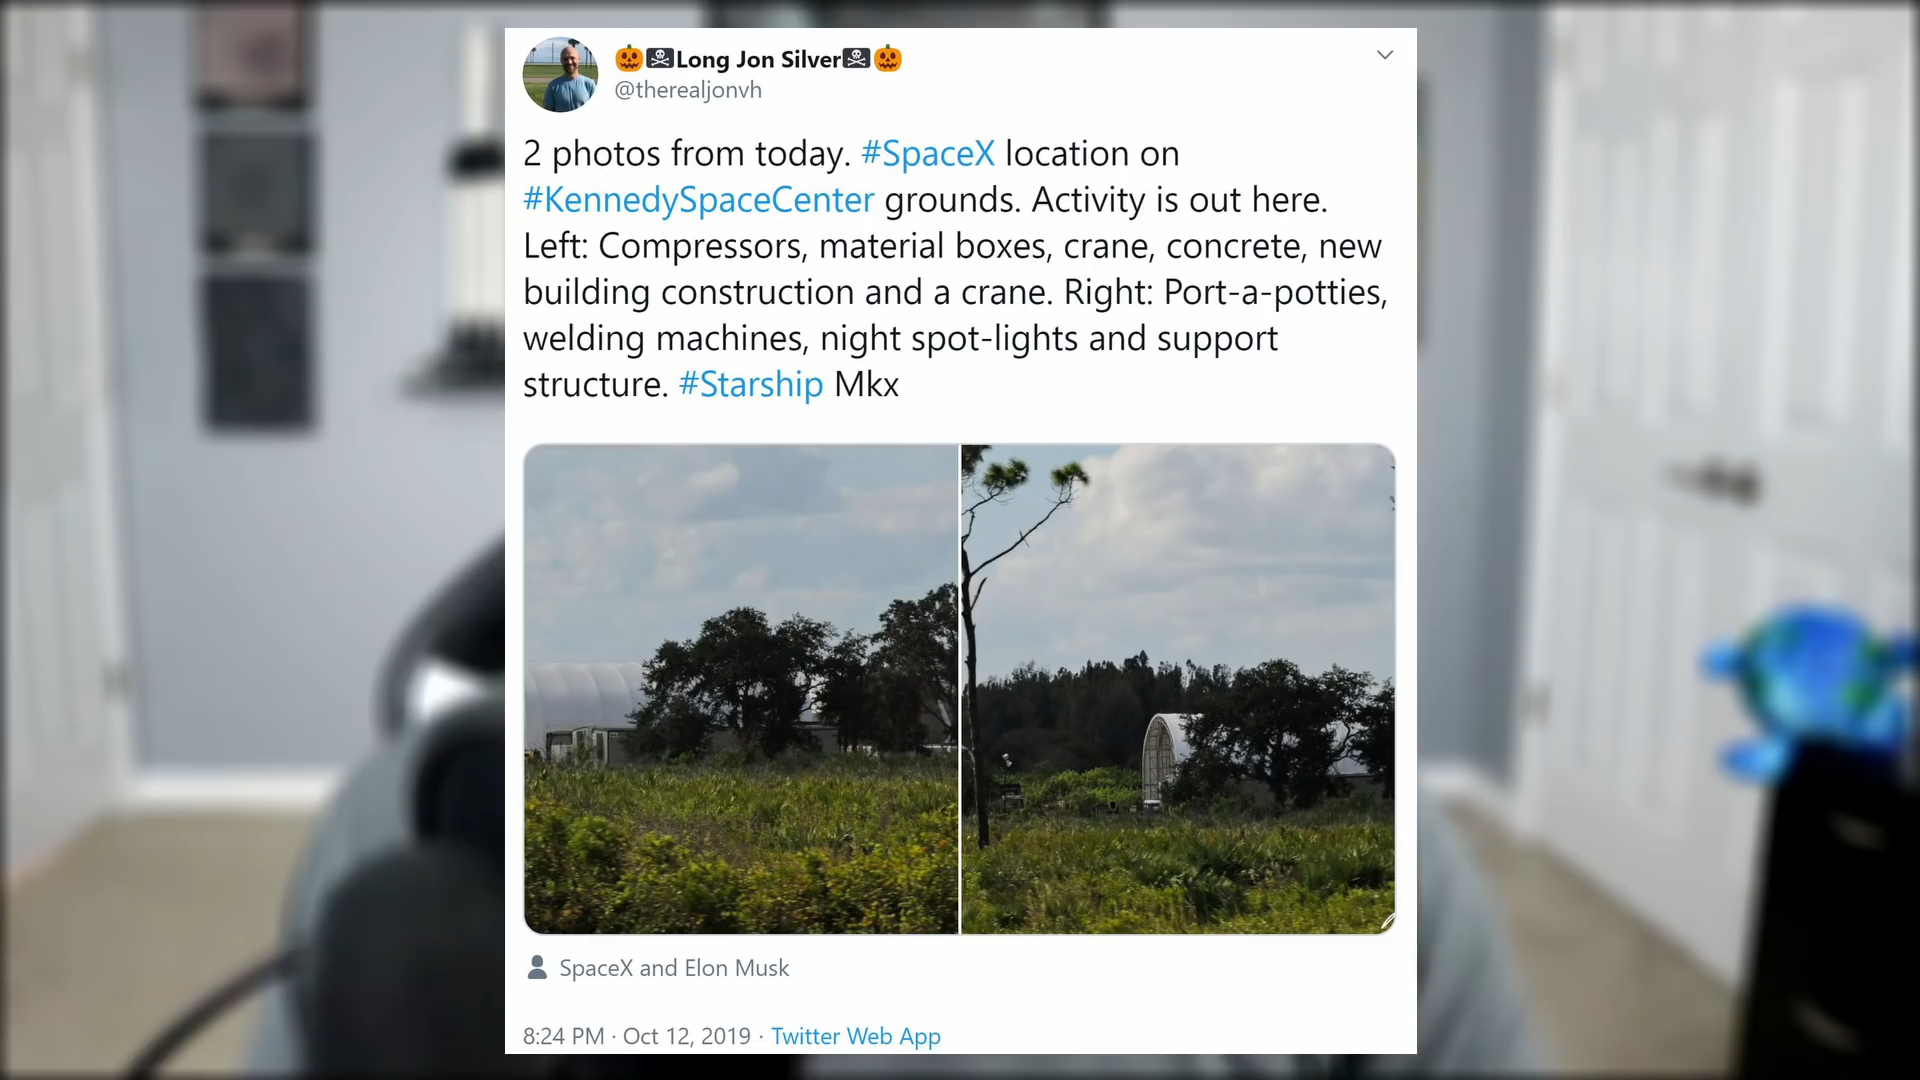 🎃🏴‍☠️Long Jon Silver🏴‍☠️🎃
@therealjonvh
2 photos from today. #SpaceX location on
#KennedySpaceCenter grounds. Activity is out here.
Left: Compressors, material boxes, crane, concrete, new
building construction and a crane. Right: Port-a-potties,
welding machines, night spot-lights and support
structure. #Starship Mkx
SpaceX and Elon Musk
8:24 PM · Oct 12, 2019 · Twitter Web App